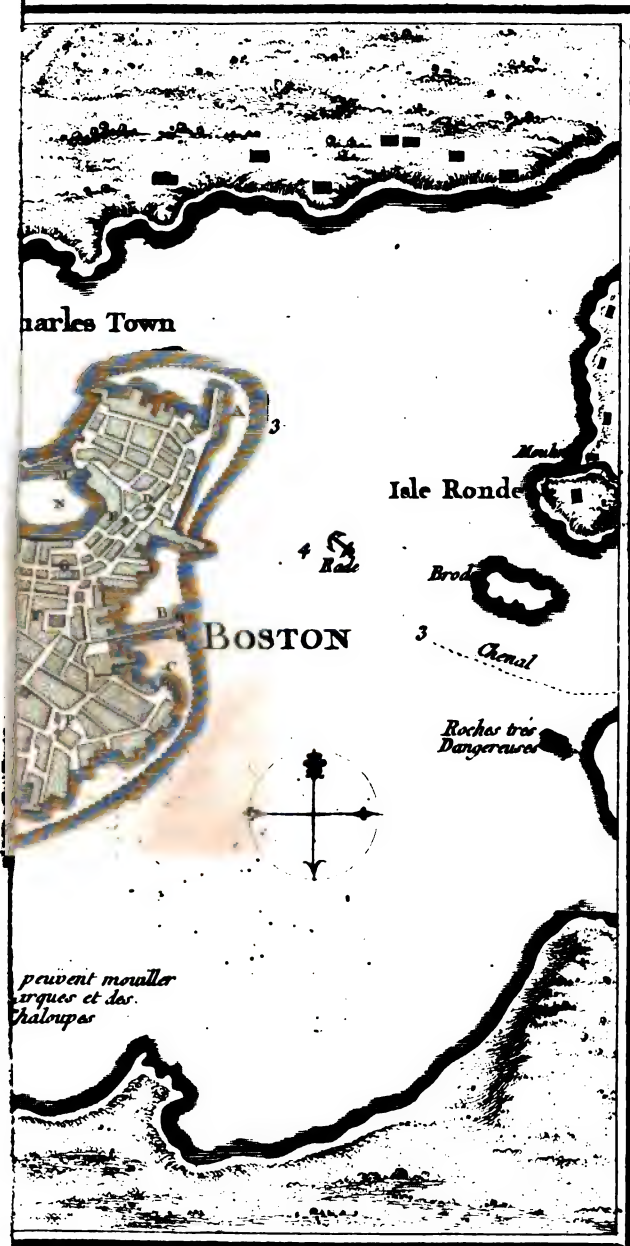 harles Town
A
3
Isle Ronde
M
N
4
Rade
Brod
B
BOSTON
3
Chenal
C
Roches tres
Dangereuses
peuvent mouiller
rques et des
Chaloupes